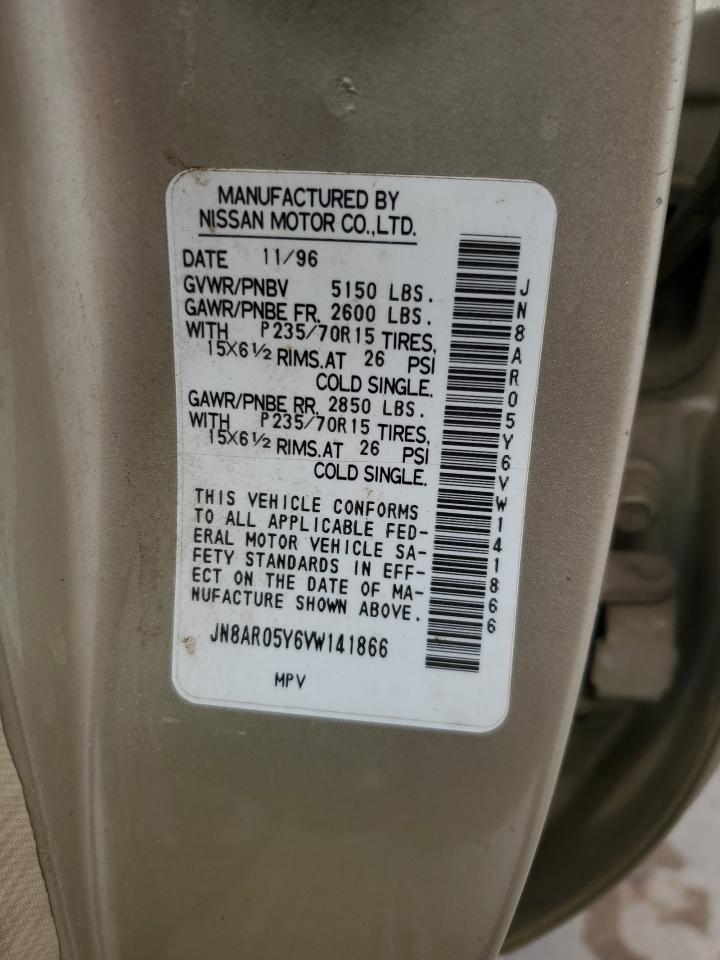 MANUFACTURED BY
NISSAN MOTOR CO.,LTD.
DATE 11/96
GVWR/PNBV 5150 LBS.
GAWR/PNBE FR. 2600 LBS.
WITH P235/70R15 TIRES,
15X6½ RIMS.AT 26 PSI
COLD SINGLE.
GAWR/PNBE RR. 2850 LBS.
WITH P235/70R15 TIRES,
15X6½ RIMS.AT 26 PSI
COLD SINGLE.
THIS VEHICLE CONFORMS
TO ALL APPLICABLE FED-
ERAL MOTOR VEHICLE SA-
FETY STANDARDS IN EFF-
ECT ON THE DATE OF MA-
NUFACTURE SHOWN ABOVE.
JN8AR05Y6VW141866
MPV
JN8AR05Y6VW141866